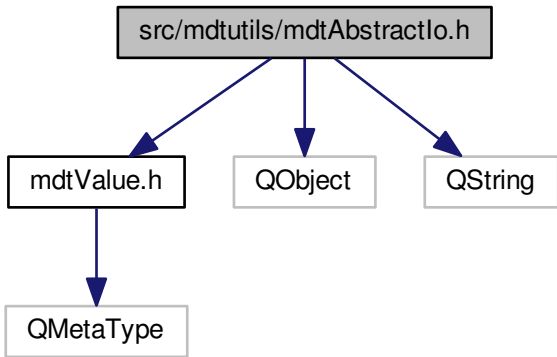 src/mdtutils/mdtAbstractIo.h
mdtValue.h
QObject
QString
QMetaType